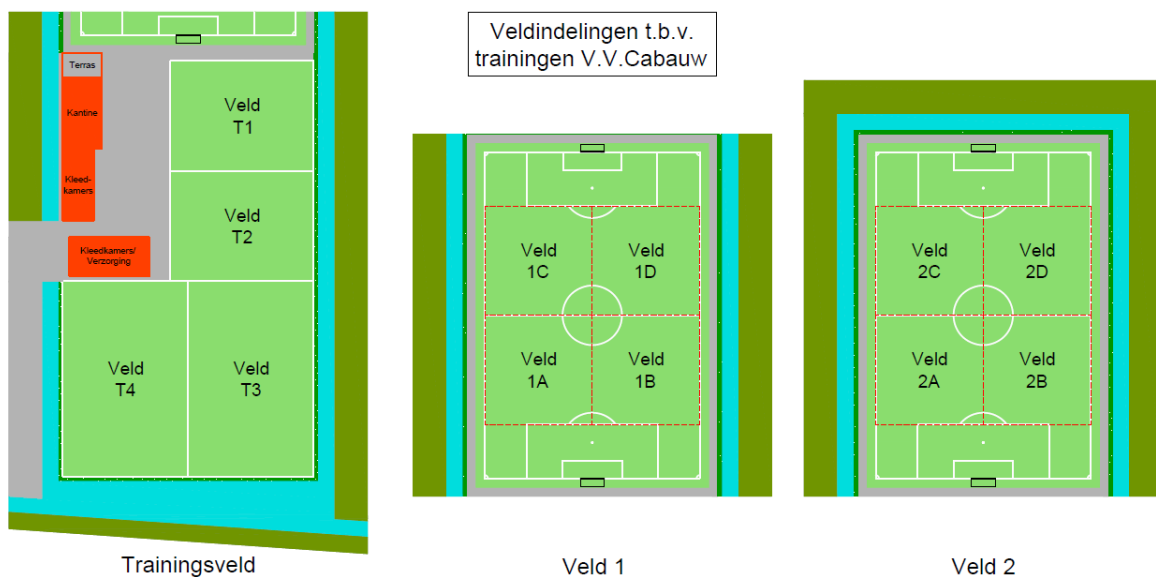 Veldindelingen t.b.v.
trainingen V.V.Cabauw
Terras
Kantine
Kleed-
kamers
Kleedkamers/
Verzorging
Veld
T1
Veld
T2
Veld
T4
Veld
T3
Trainingsveld
Veld
1C
Veld
1D
Veld
1A
Veld
1B
Veld 1
Veld
2C
Veld
2D
Veld
2A
Veld
2B
Veld 2